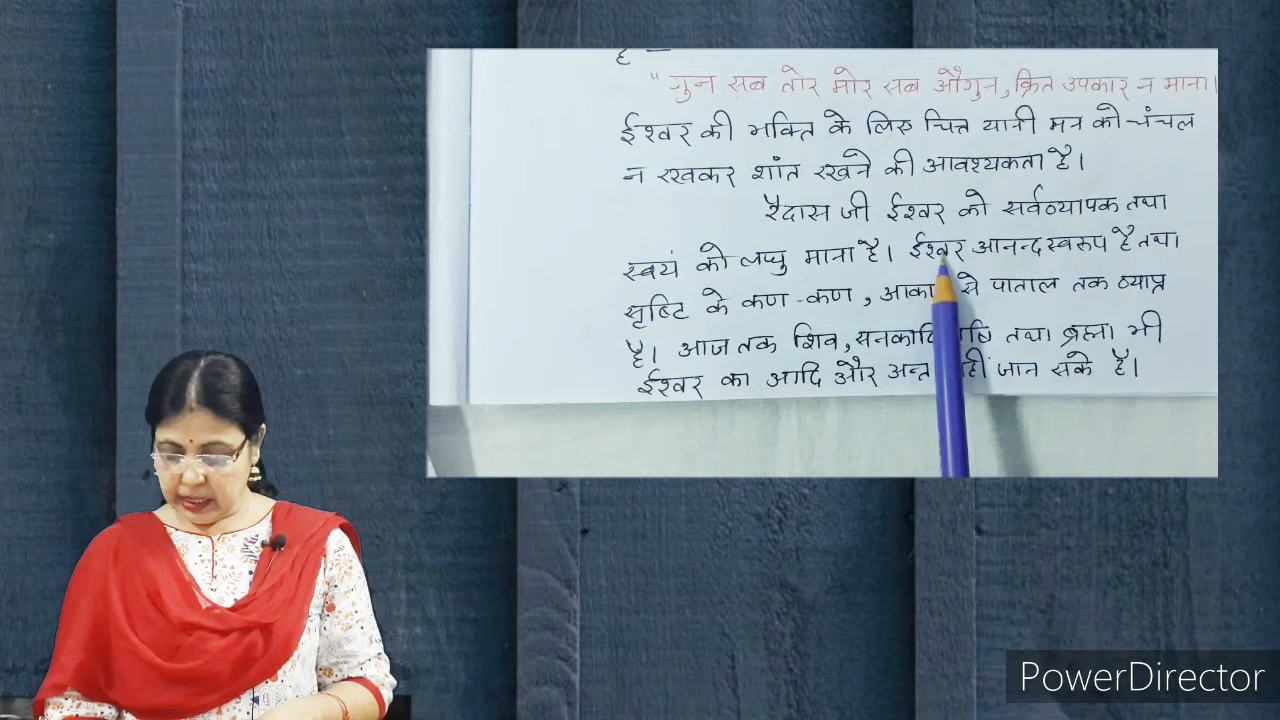 है –
" गुन सब तोर मोर सब औगुन, क्रित उपकार न माना।
ईश्वर की भक्ति के लिए चित्त यानी मन को चंचल
न रखकर शांत रखने की आवश्यकता है।
रैदास जी ईश्वर को सर्वव्यापक तथा
स्वयं को लघु माना है। ईश्वर आनन्दस्वरूप है तथा
सृष्टि के कण-कण, आका से पाताल तक व्याप्त
है। आज तक शिव, तथा ब्रह्मा भी
ईश्वर का आदि और अन्त जान सके है।
PowerDirector